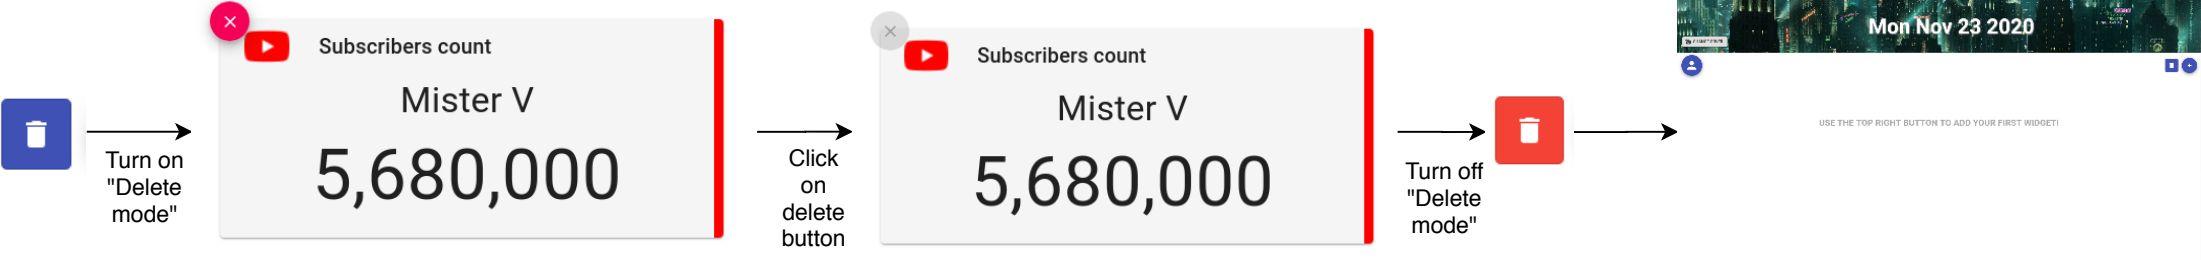 Turn on
"Delete
mode"
Subscribers count
Mister V
5,680,000
Click
on
delete
button
Subscribers count
Mister V
5,680,000
Turn off
"Delete
mode"
Mon Nov 23 2020
USE THE TOP RIGHT BUTTON TO ADD YOUR FIRST WIDGET!